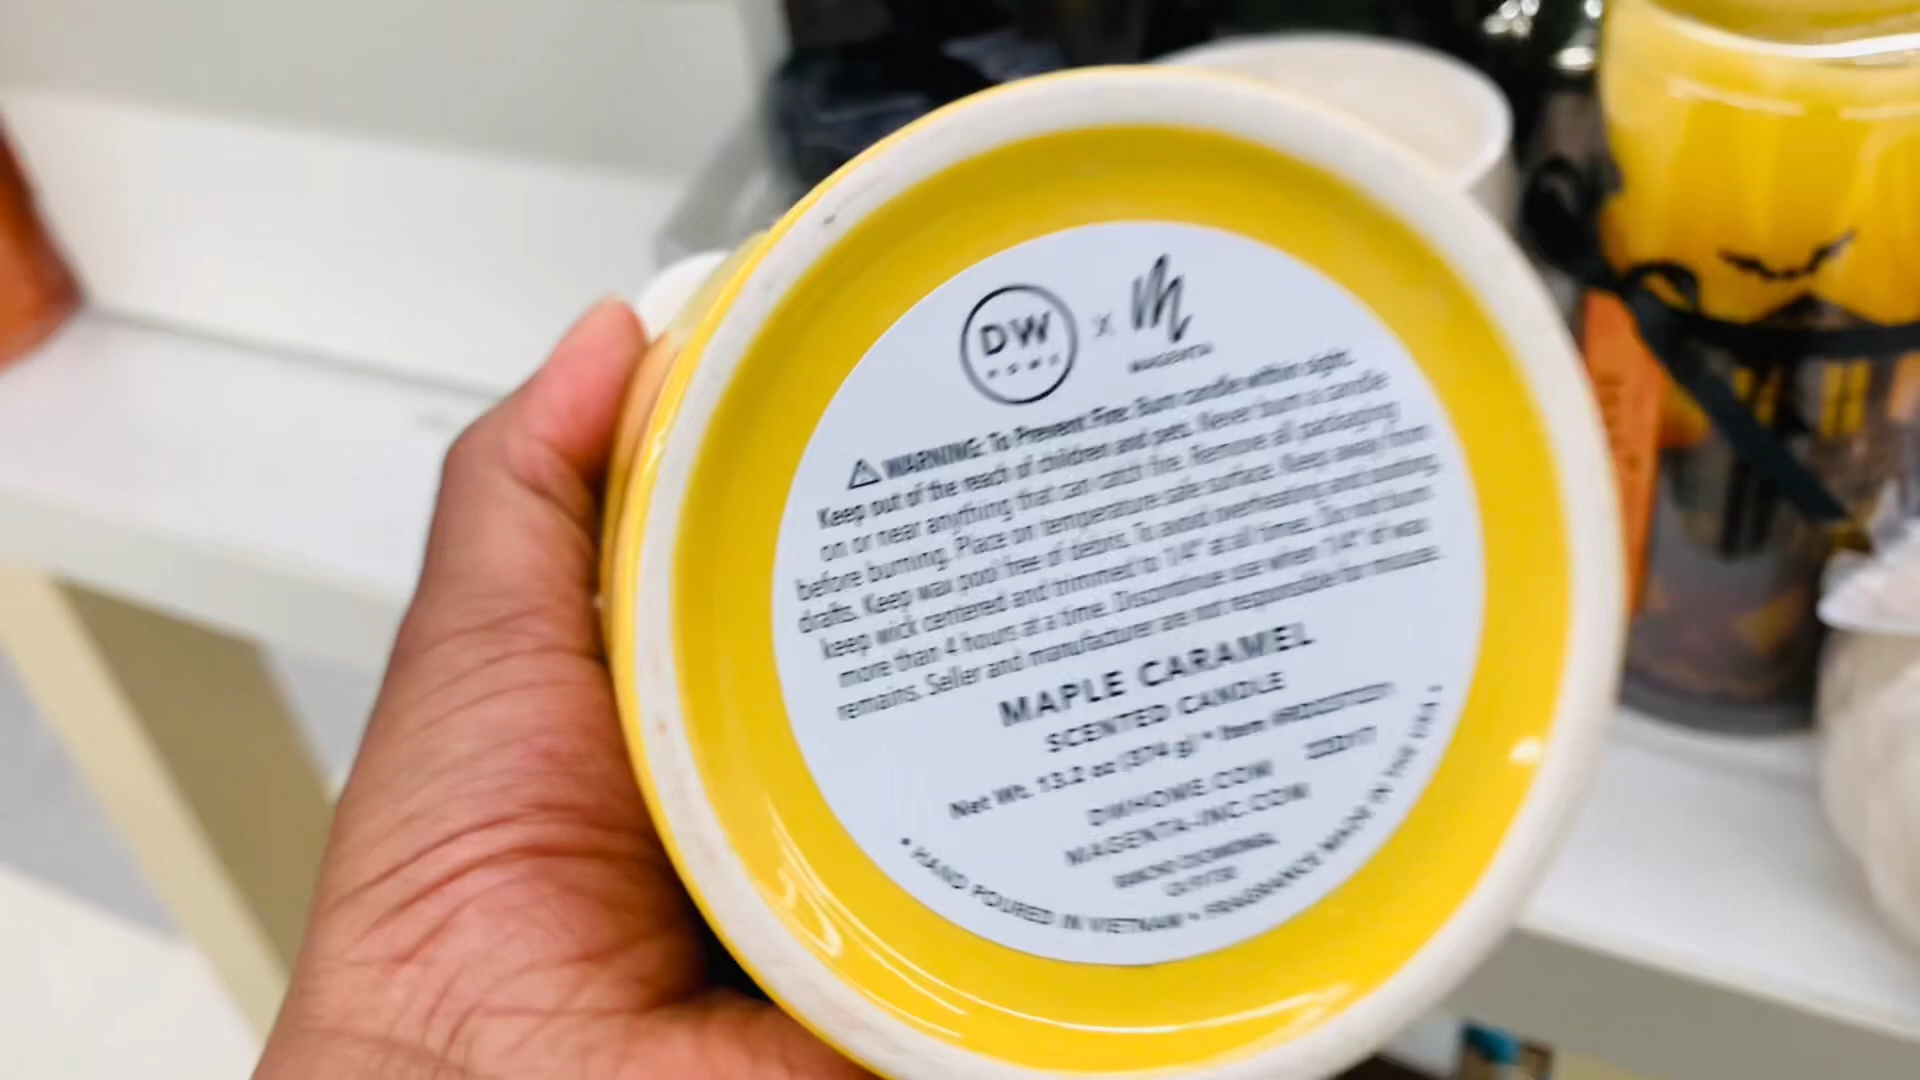 DW
HOME
X
MAGENTA
WARNING: To Prevent Fire: Burn candle within sight.
Keep out of the reach of children and pets. Never burn a candle
on or near anything that can catch fire. Remove all packaging
before burning. Place on temperature safe surface. Keep away from
drafts. Keep wax pool free of debris. To avoid overheating and sooting,
keep wick centered and trimmed to 1/4" at all times. Do not burn
more than 4 hours at a time. Discontinue use when 1/4" of wax
remains. Seller and manufacturer are not responsible for misuse.
MAPLE CARAMEL
SCENTED CANDLE
Net Wt. 13.2 oz (374 g) • Item
DWHOME.COM
MAGENTA-INC.COM
• HAND POURED IN VIETNAM • FRAGRANCE MADE IN THE USA •